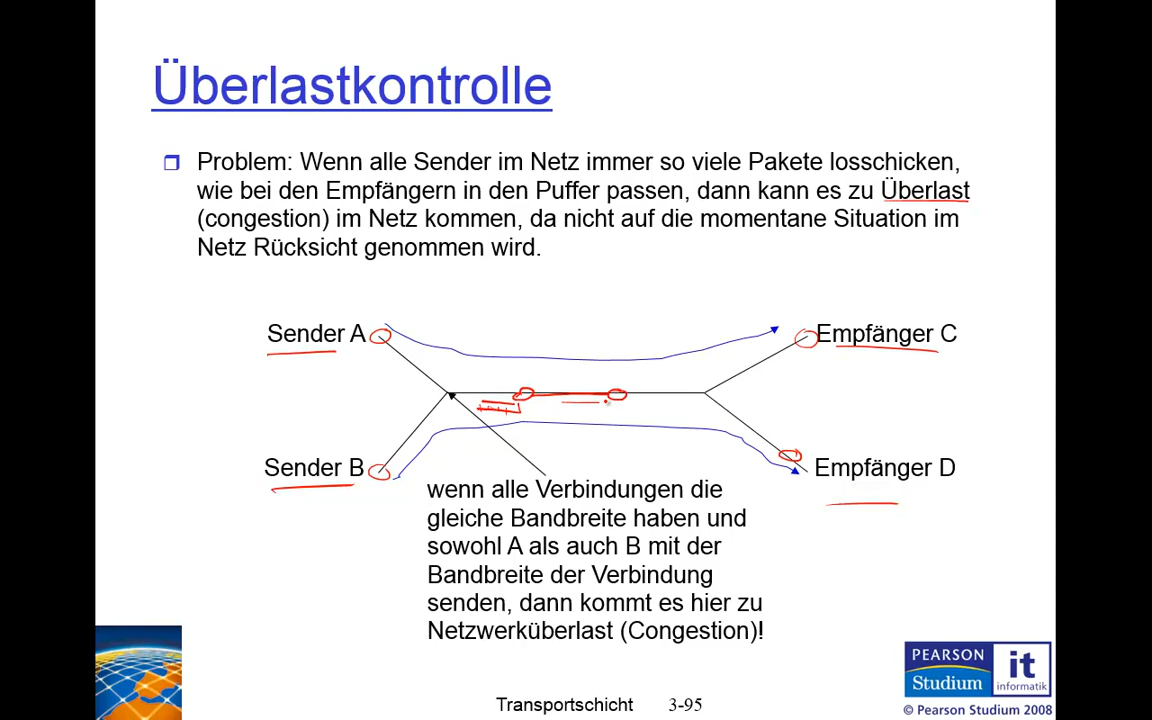 Überlastkontrolle
Problem: Wenn alle Sender im Netz immer so viele Pakete losschicken,
wie bei den Empfängern in den Puffer passen, dann kann es zu Überlast
(congestion) im Netz kommen, da nicht auf die momentane Situation im
Netz Rücksicht genommen wird.
Sender A
Empfänger C
Sender B
Empfänger D
wenn alle Verbindungen die
gleiche Bandbreite haben und
sowohl A als auch B mit der
Bandbreite der Verbindung
senden, dann kommt es hier zu
Netzwerküberlast (Congestion)!
PEARSON
Studium
it
informatik
Transportschicht 3-95
© Pearson Studium 2008